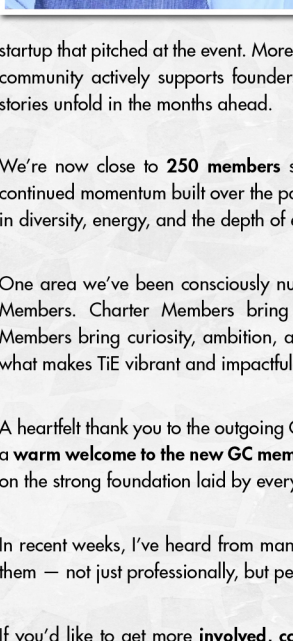 startup that pitched at the event. More
community actively supports founder
stories unfold in the months ahead.
We're now close to 250 members s
continued momentum built over the pa
in diversity, energy, and the depth of
One area we've been consciously nu
Members. Charter Members bring
Members bring curiosity, ambition, a
what makes TiE vibrant and impactful
A heartfelt thank you to the outgoing G
a warm welcome to the new GC mem
on the strong foundation laid by every
In recent weeks, I've heard from man
them — not just professionally, but pe
If you'd like to get more involved, co